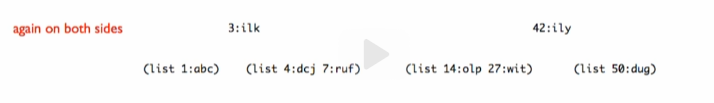 again on both sides 3:ilk 42:ily
(list 1:abc) (list 4:dcj 7:ruf) (list 14:olp 27:wit) (list 50:dug)